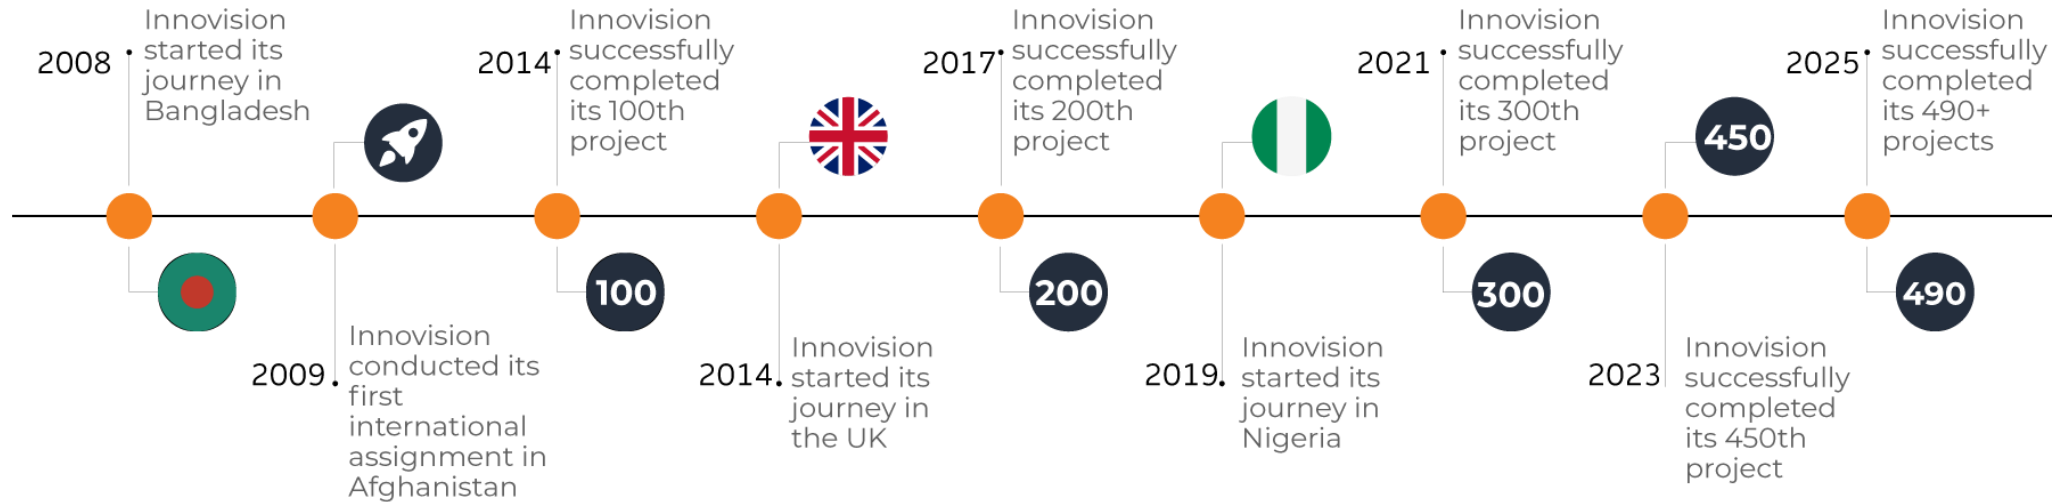 2008
Innovision
started its
journey in
Bangladesh
2009
Innovision
conducted its
first
international
assignment in
Afghanistan
2014
Innovision
successfully
completed
its 100th
project
100
2014
Innovision
started its
journey in
the UK
2017
Innovision
successfully
completed
its 200th
project
200
2019
Innovision
started its
journey in
Nigeria
2021
Innovision
successfully
completed
its 300th
project
300
450
2023
Innovision
successfully
completed
its 450th
project
2025
Innovision
successfully
completed
its 490+
projects
490